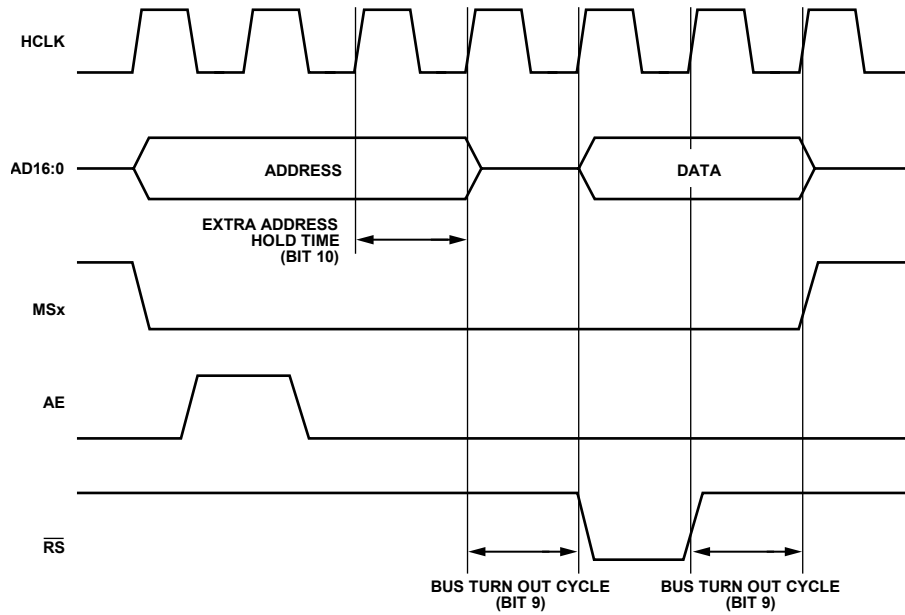 HCLK
AD16:0
ADDRESS
DATA
EXTRA ADDRESS
HOLD TIME
(BIT 10)
MSx
AE
RS
BUS TURN OUT CYCLE
(BIT 9)
BUS TURN OUT CYCLE
(BIT 9)